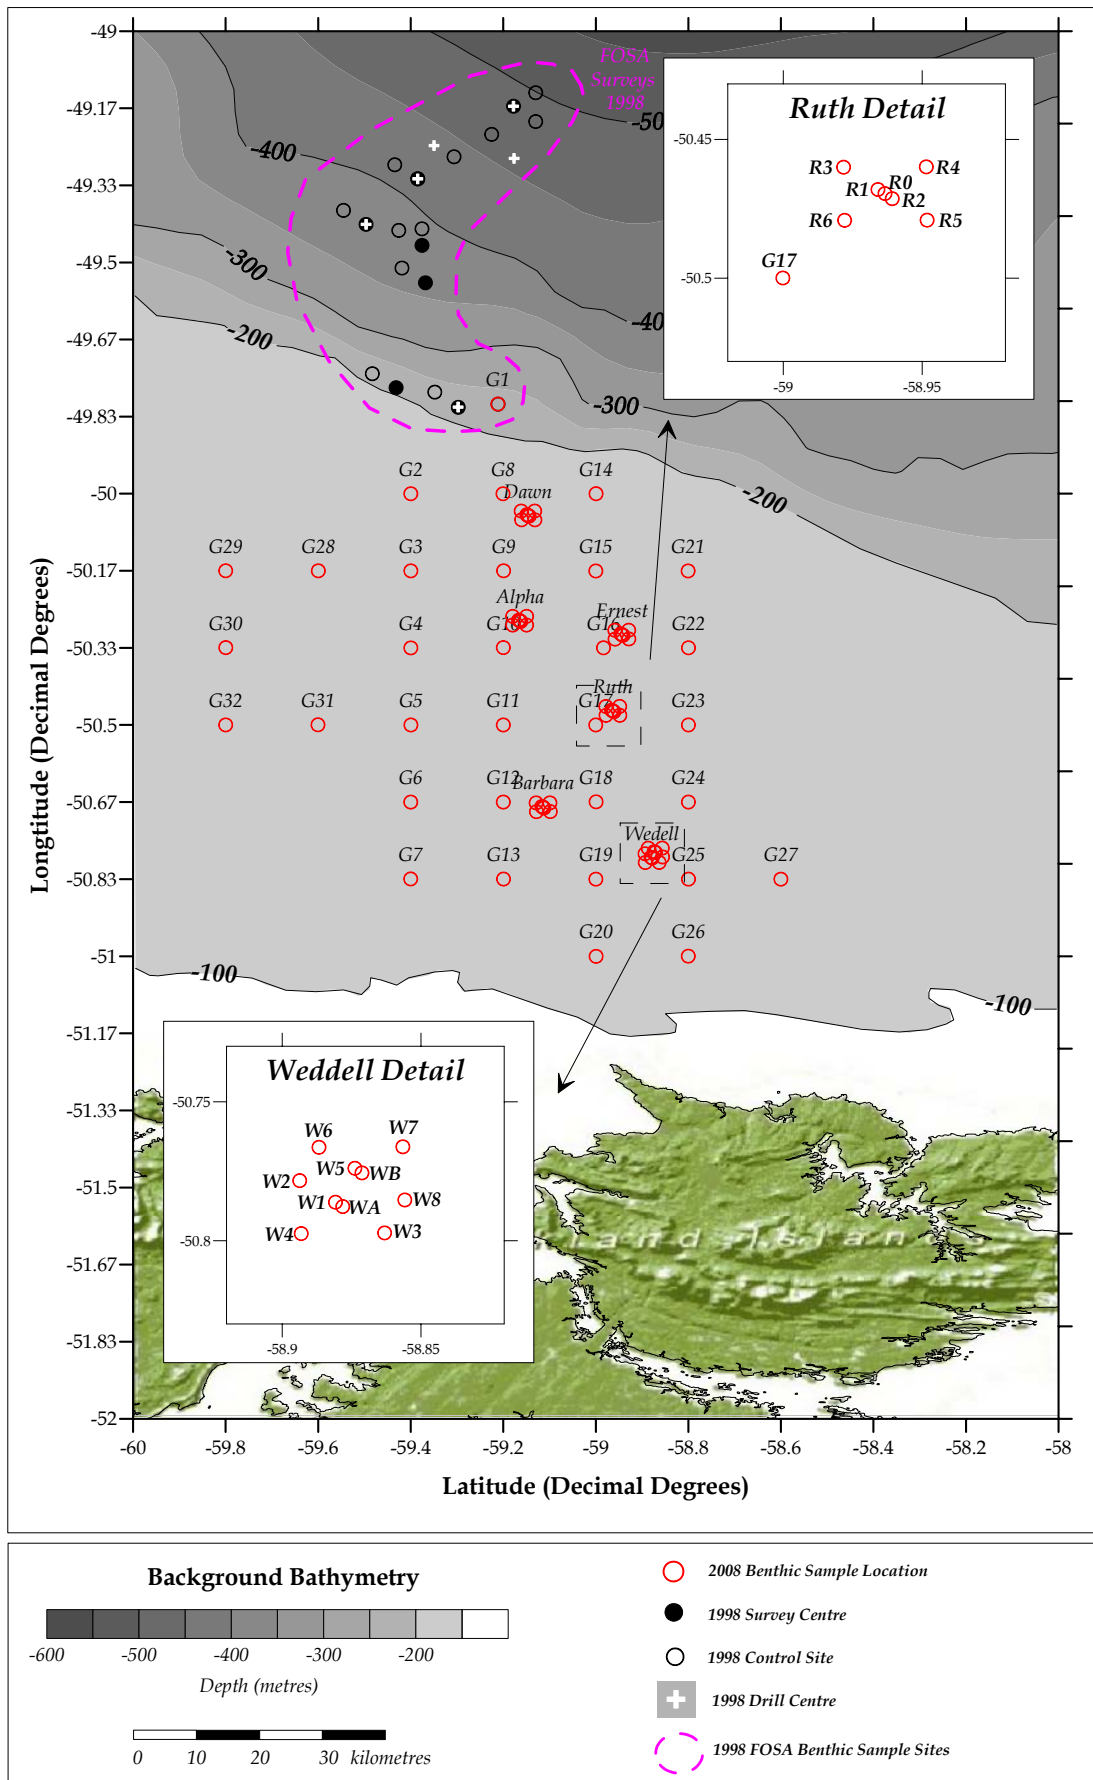 -49
-49.17
-49.33
-49.5
-49.67
-49.83
-50
-50.17
-50.33
-50.5
-50.67
-50.83
-51
-51.17
-51.33
-51.5
-51.67
-51.83
-52
Longtitude (Decimal Degrees)
-60
-59.8
-59.6
-59.4
-59.2
-59
-58.8
-58.6
-58.4
-58.2
-58
Latitude (Decimal Degrees)
FOSA
Surveys
1998
-50
-400
-300
-200
-40
-300
-200
-100
-100
G1
G2
G8
G14
Dawn
G29
G28
G3
G9
G15
G21
Alpha
Ernest
G30
G4
G10
G16
G22
Ruth
G32
G31
G5
G11
G17
G23
G6
G12
Barbara
G18
G24
Wedell
G7
G13
G19
G25
G27
G20
G26
Ruth Detail
-50.45
-50.5
R3
R4
R1
R0
R2
R6
R5
G17
-59
-58.95
Weddell Detail
-50.75
-50.8
W6
W7
W5
WB
W2
W1
WA
W8
W4
W3
-58.9
-58.85
Background Bathymetry
-600
-500
-400
-300
-200
Depth (metres)
0
10
20
30
kilometres
2008 Benthic Sample Location
1998 Survey Centre
1998 Control Site
1998 Drill Centre
1998 FOSA Benthic Sample Sites